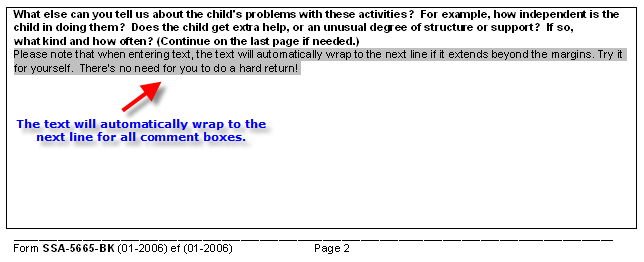 What else can you tell us about the child's problems with these activities?  For example, how independent is the
child in doing them?  Does the child get extra help, or an unusual degree of structure or support?  If so,
what kind and how often? (Continue on the last page if needed.)
Please note that when entering text, the text will automatically wrap to the next line if it extends beyond the margins. Try it
for yourself.  There's no need for you to do a hard return!
The text will automatically wrap to the
next line for all comment boxes.
Form SSA-5665-BK (01-2006) ef (01-2006) Page 2